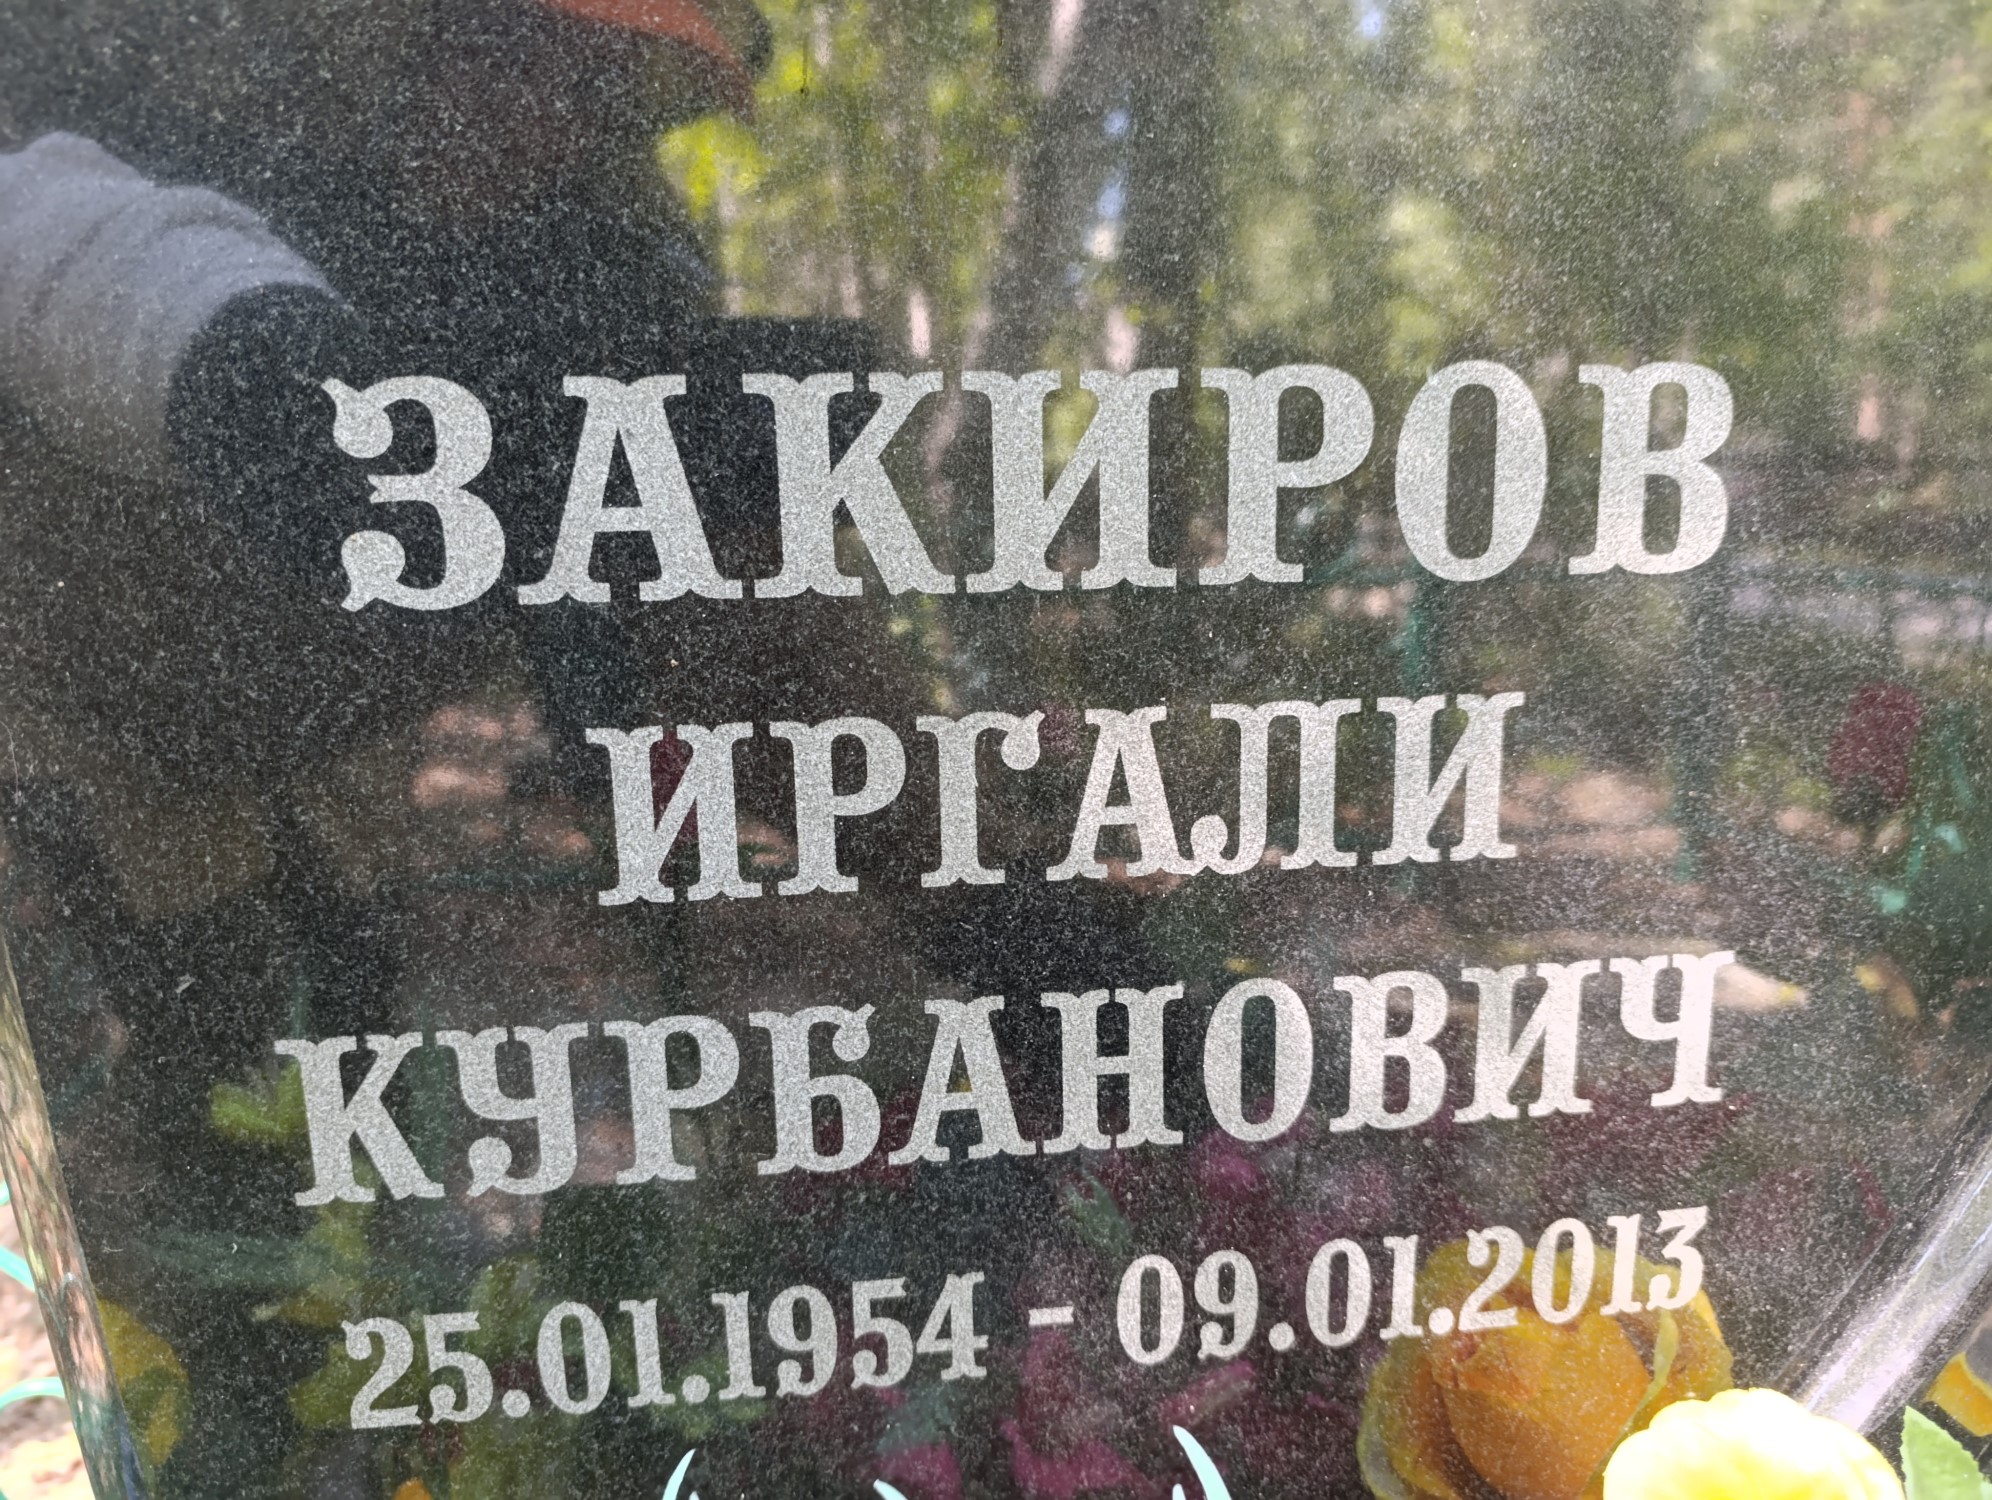 ЗАКИРОВ
ИРГАЛИ
КУРБАНОВИЧ
25.01.1954 - 09.01.2013